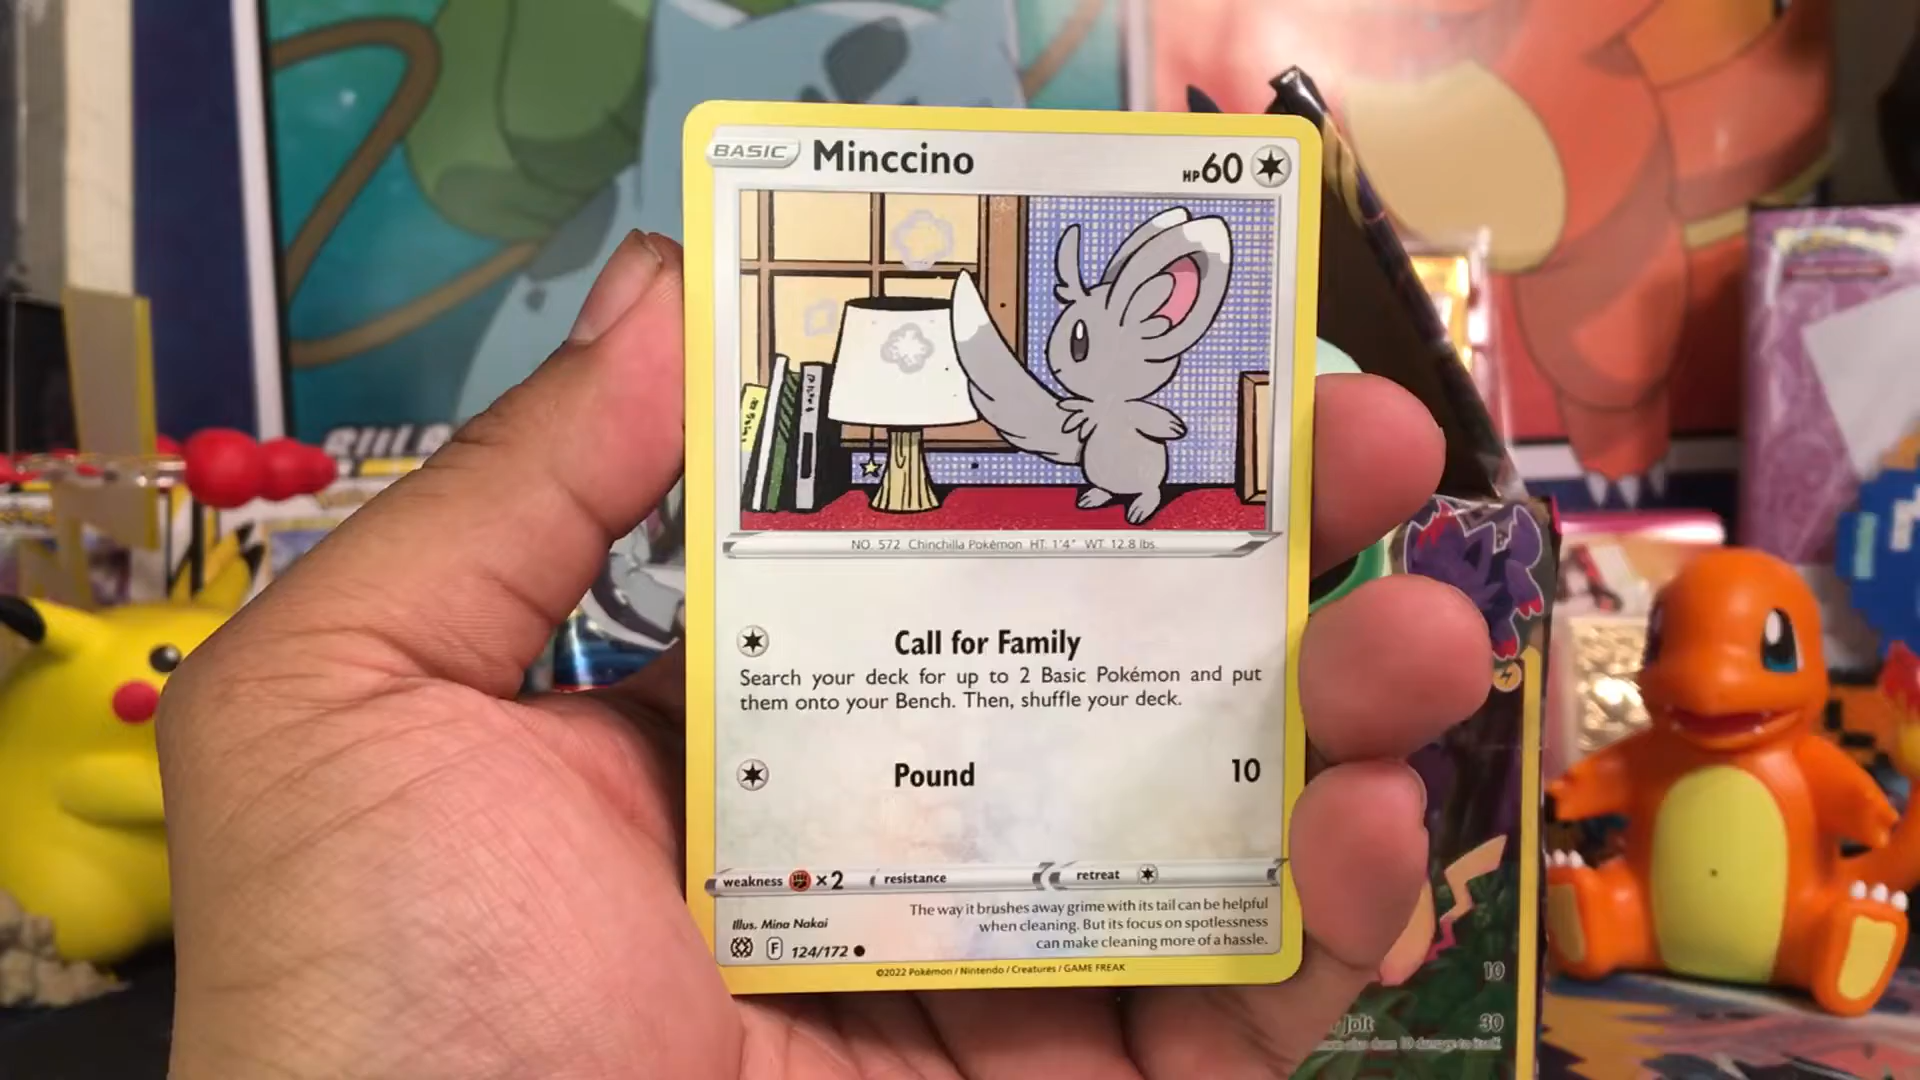 BASIC Minccino HP60
NO. 572 Chinchilla Pokémon HT: 1'4" WT: 12.8 lbs.
Call for Family
Search your deck for up to 2 Basic Pokémon and put
them onto your Bench. Then, shuffle your deck.
Pound 10
weakness ×2 resistance retreat
The way it brushes away grime with its tail can be helpful
when cleaning. But its focus on spotlessness
can make cleaning more of a hassle.
Illus. Mina Nakai
F 124/172
©2022 Pokémon / Nintendo / Creatures / GAME FREAK
10
Jolt 30